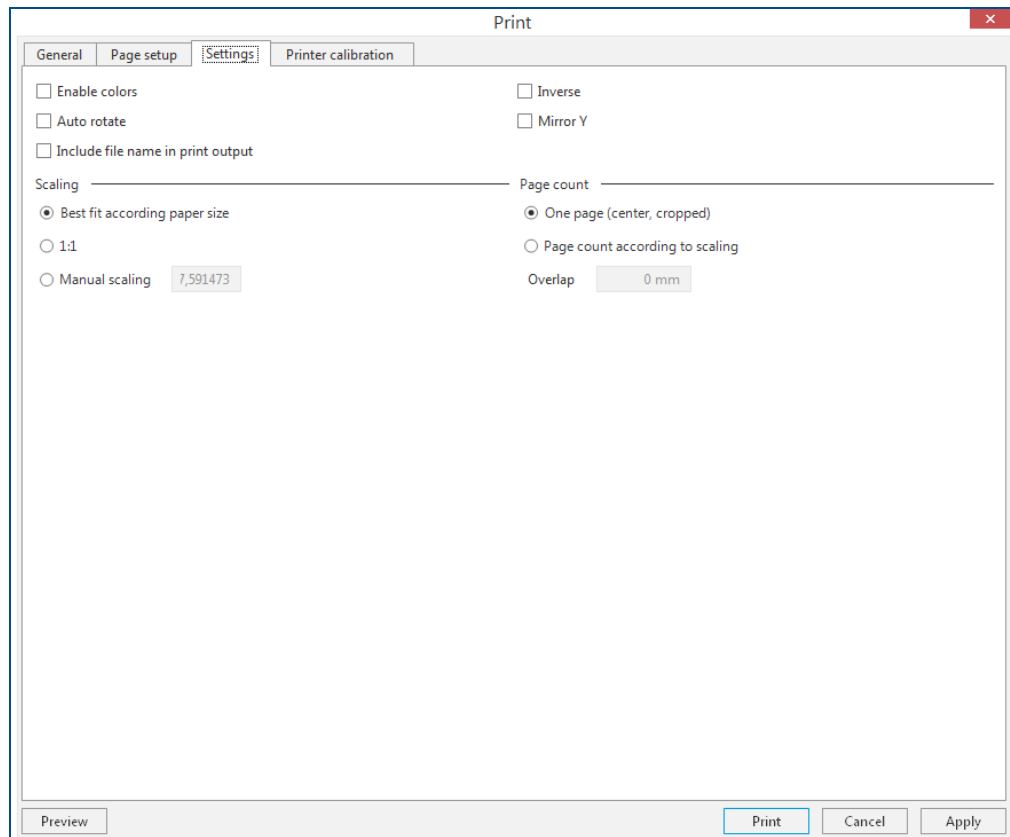 Print
General Page setup Settings Printer calibration
Enable colors
Inverse
Auto rotate
Mirror Y
Include file name in print output
Scaling
Page count
Best fit according paper size
One page (center, cropped)
1:1
Page count according to scaling
Manual scaling 7,591473
Overlap 0 mm
Preview Print Cancel Apply